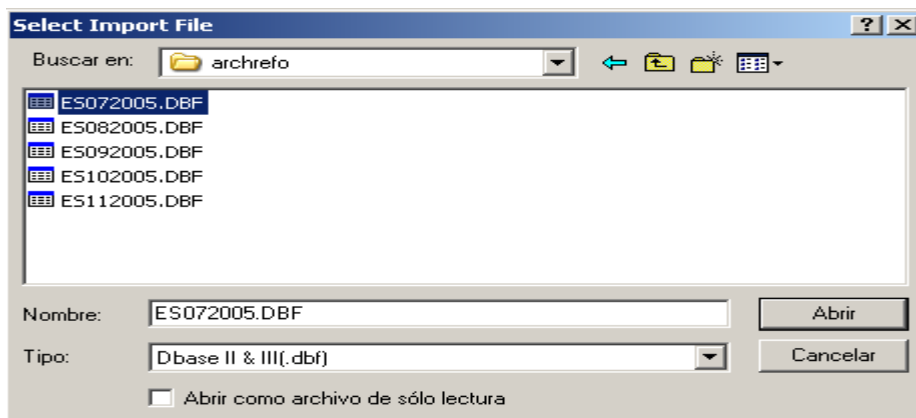 Select Import File
Buscar en: archrefo
ES072005.DBF
ES082005.DBF
ES092005.DBF
ES102005.DBF
ES112005.DBF
Nombre: ES072005.DBF Abrir
Tipo: Dbase II & III(.dbf) Cancelar
Abrir como archivo de sólo lectura